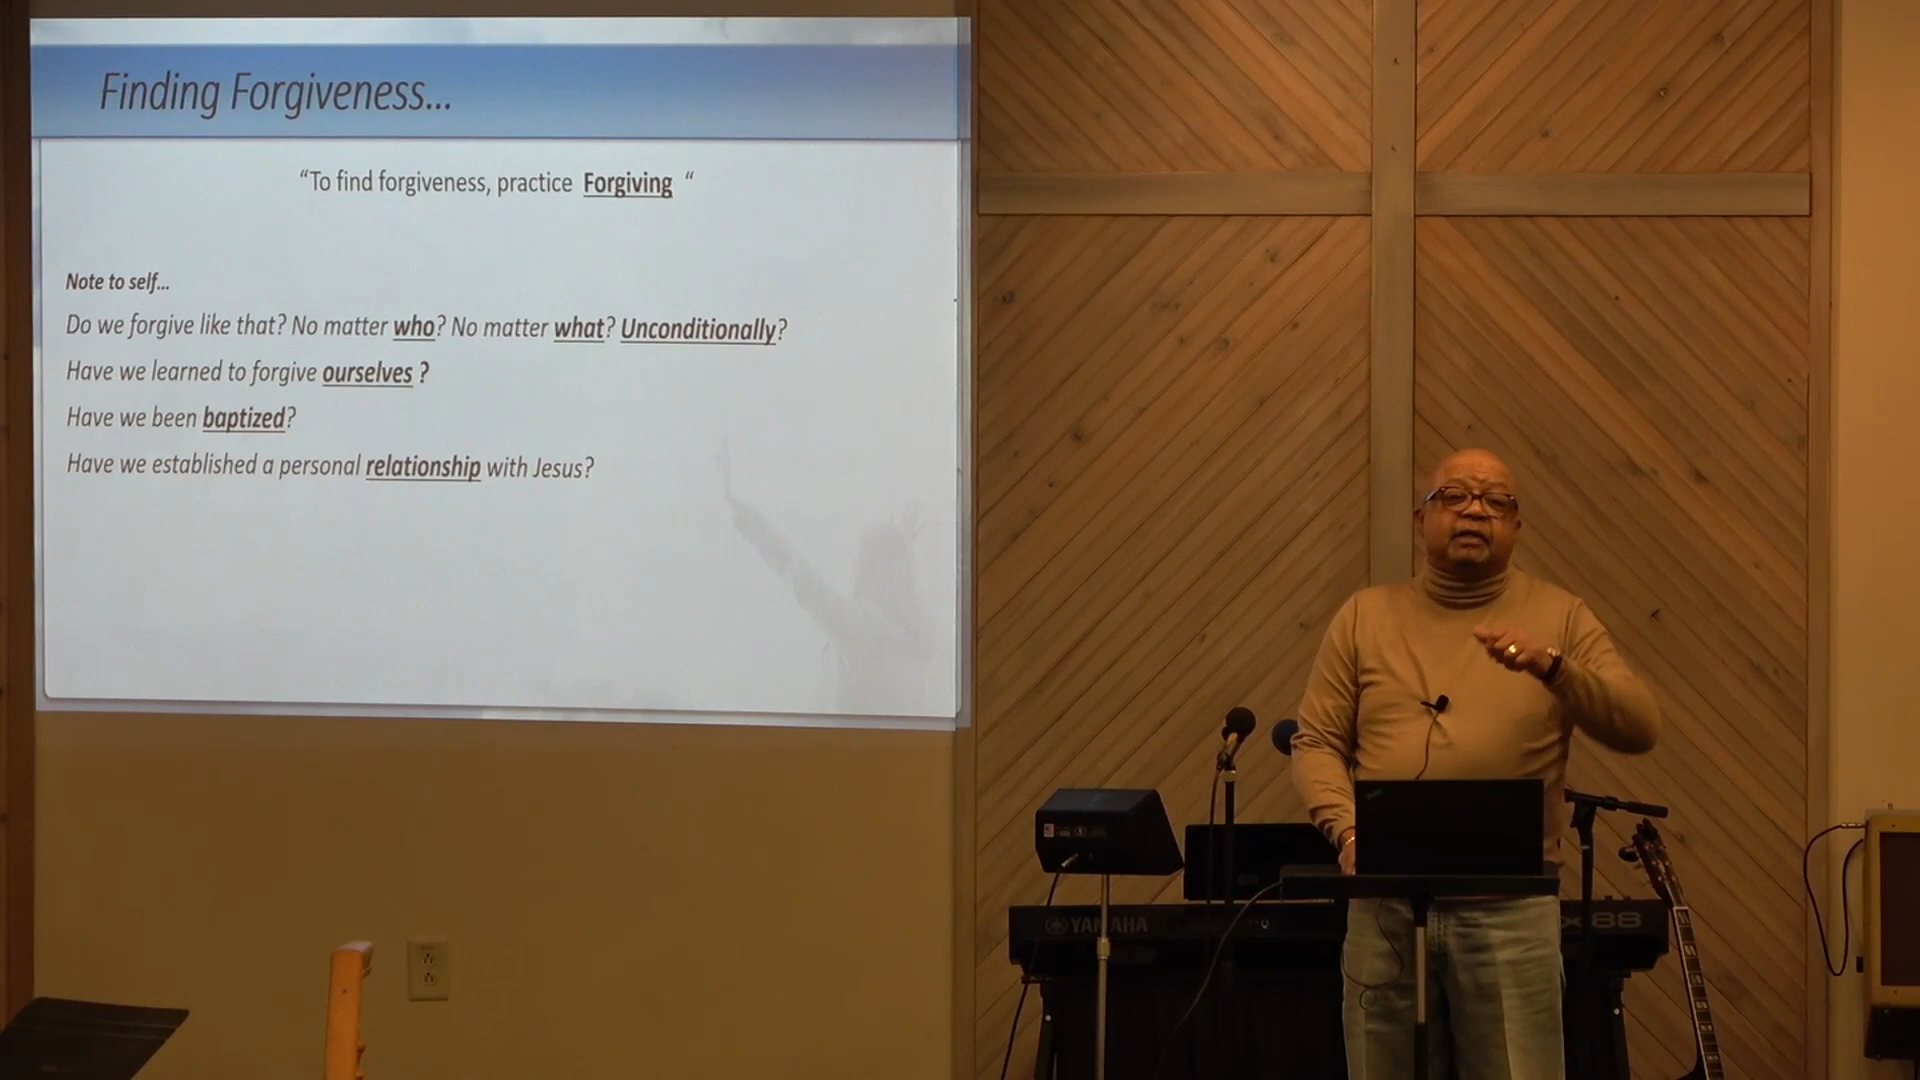 Finding Forgiveness...
“To find forgiveness, practice Forgiving “
Note to self...
Do we forgive like that? No matter who? No matter what? Unconditionally?
Have we learned to forgive ourselves ?
Have we been baptized?
Have we established a personal relationship with Jesus?
YAMAHA
x88